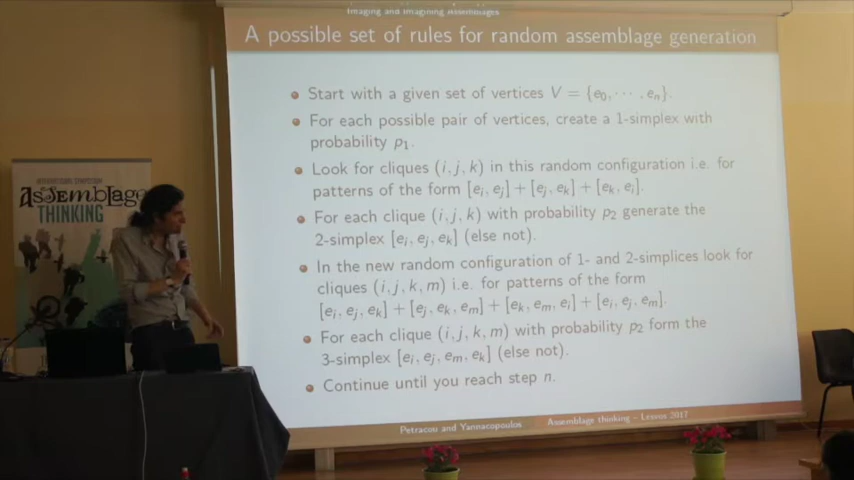 Imaging and Imagining Assemblages
A possible set of rules for random assemblage generation
Start with a given set of vertices V = {e₀, ··· , eₙ}.
For each possible pair of vertices, create a 1-simplex with
probability p₁.
Look for cliques (i, j, k) in this random configuration i.e. for
patterns of the form [eᵢ, eⱼ] + [eⱼ, eₖ] + [eₖ, eᵢ].
For each clique (i, j, k) with probability p₂ generate the
2-simplex [eᵢ, eⱼ, eₖ] (else not).
In the new random configuration of 1- and 2-simplices look for
cliques (i, j, k, m) i.e. for patterns of the form
[eᵢ, eⱼ, eₖ] + [eⱼ, eₖ, eₘ] + [eₖ, eₘ, eᵢ] + [eᵢ, eⱼ, eₘ].
For each clique (i, j, k, m) with probability p₂ form the
3-simplex [eᵢ, eⱼ, eₘ, eₖ] (else not).
Continue until you reach step n.
Petracou and Yannacopoulos
Assemblage thinking – Lesvos 2017
INTERNATIONAL SYMPOSIUM
ASSEMBLAGE
THINKING